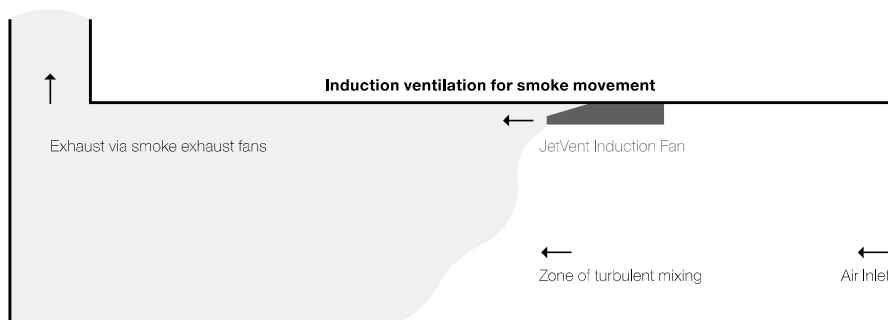 Induction ventilation for smoke movement
Exhaust via smoke exhaust fans
JetVent Induction Fan
Zone of turbulent mixing
Air Inlet